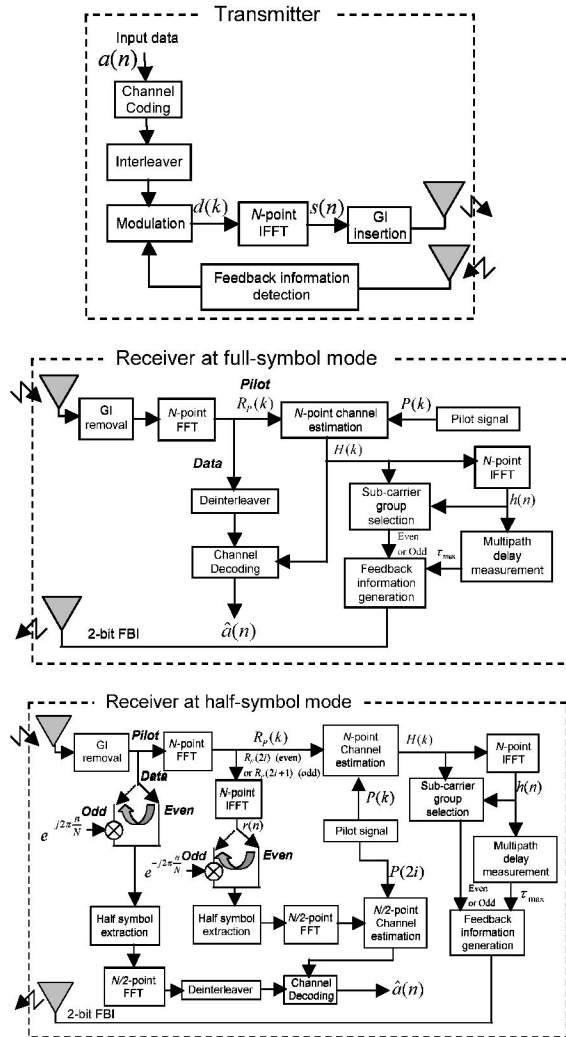 Transmitter
Input data
a(n)
Channel
Coding
Interleaver
Modulation
d(k)
N-point
IFFT
s(n)
GI
insertion
Feedback information
detection
Receiver at full-symbol mode
GI
removal
N-point
FFT
Pilot
R_p(k)
N-point channel
estimation
P(k)
Pilot signal
H(k)
Data
Deinterleaver
Channel
Decoding
â(n)
N-point
IFFT
h(n)
Sub-carrier
group
selection
Even
or Odd
τ_max
Multipath
delay
measurement
Feedback
information
generation
2-bit FBI
Receiver at half-symbol mode
GI
removal
Pilot
N-point
FFT
R_p(k)
R_p(2i) (even)
or R_p(2i+1) (odd)
N-point
Channel
estimation
H(k)
N-point
IFFT
h(n)
Data
Odd
Even
e^{j2π n/N}
N-point
IFFT
r(n)
Odd
Even
e^{-j2π n/N}
P(k)
Pilot signal
P(2i)
Sub-carrier
group
selection
Multipath
delay
measurement
Even
or Odd
τ_max
Half symbol
extraction
Half symbol
extraction
N/2-point
FFT
N/2-point
Channel
estimation
Feedback
information
generation
N/2-point
FFT
Deinterleaver
Channel
Decoding
â(n)
2-bit FBI